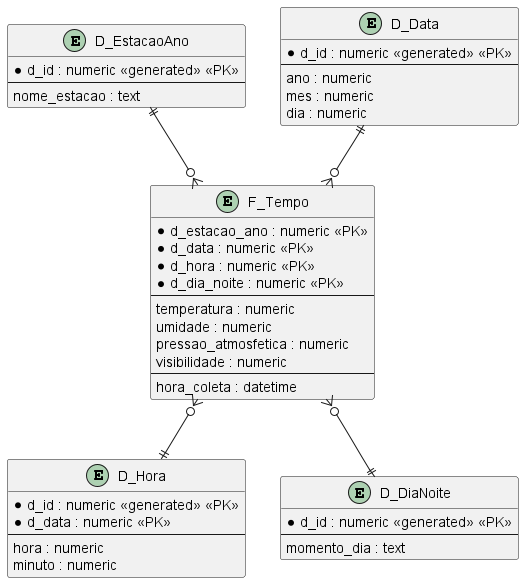 E D_EstacaoAno
d_id : numeric «generated» «PK»
nome_estacao : text
E D_Data
d_id : numeric «generated» «PK»
ano : numeric
mes : numeric
dia : numeric
E F_Tempo
d_estacao_ano : numeric «PK»
d_data : numeric «PK»
d_hora : numeric «PK»
d_dia_noite : numeric «PK»
temperatura : numeric
umidade : numeric
pressao_atmosfetica : numeric
visibilidade : numeric
hora_coleta : datetime
E D_Hora
d_id : numeric «generated» «PK»
d_data : numeric «PK»
hora : numeric
minuto : numeric
E D_DiaNoite
d_id : numeric «generated» «PK»
momento_dia : text